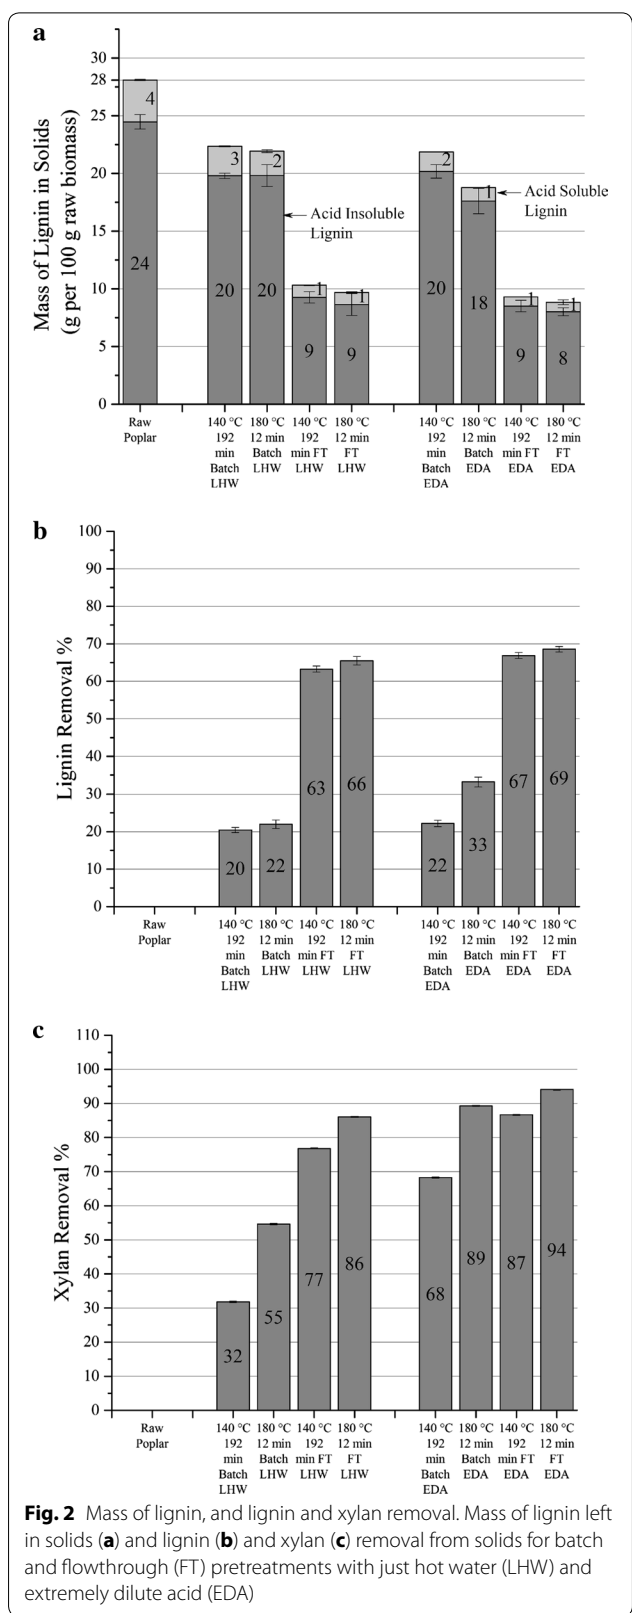 a
Mass of Lignin in Solids
(g per 100 g raw biomass)
30
28
25
20
15
10
5
0
4
24
3
20
2
20
1
9
1
9
2
20
1
18
1
9
1
8
Acid Insoluble
Lignin
Acid Soluble
Lignin
Raw
Poplar
140 °C
192
min
Batch
LHW
180 °C
12 min
Batch
LHW
140 °C
192
min FT
LHW
180 °C
12 min
FT
LHW
140 °C
192
min
Batch
EDA
180 °C
12 min
Batch
EDA
140 °C
192
min FT
EDA
180 °C
12 min
FT
EDA
b
Lignin Removal %
100
90
80
70
60
50
40
30
20
10
0
20
22
63
66
22
33
67
69
Raw
Poplar
140 °C
192
min
Batch
LHW
180 °C
12 min
Batch
LHW
140 °C
192
min FT
LHW
180 °C
12 min
FT
LHW
140 °C
192
min
Batch
EDA
180 °C
12 min
Batch
EDA
140 °C
192
min FT
EDA
180 °C
12 min
FT
EDA
c
Xylan Removal %
110
100
90
80
70
60
50
40
30
20
10
0
32
55
77
86
68
89
87
94
Raw
Poplar
140 °C
192
min
Batch
LHW
180 °C
12 min
Batch
LHW
140 °C
192
min FT
LHW
180 °C
12 min
FT
LHW
140 °C
192
min
Batch
EDA
180 °C
12 min
Batch
EDA
140 °C
192
min FT
EDA
180 °C
12 min
FT
EDA
Fig. 2 Mass of lignin, and lignin and xylan removal. Mass of lignin left
in solids (a) and lignin (b) and xylan (c) removal from solids for batch
and flowthrough (FT) pretreatments with just hot water (LHW) and
extremely dilute acid (EDA)